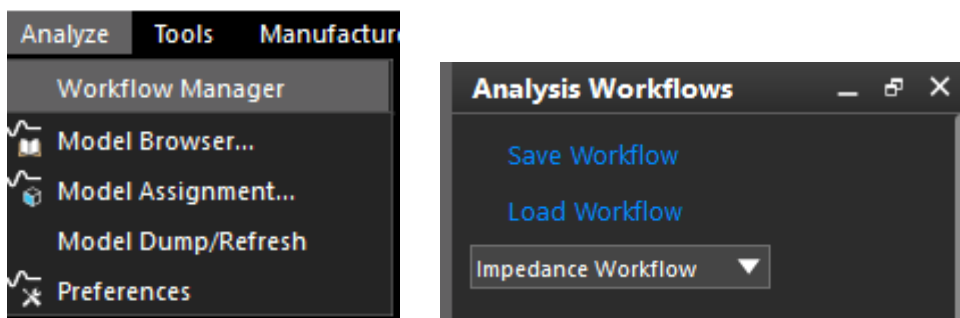 Analyze Tools Manufactur
Workflow Manager
Model Browser...
Model Assignment...
Model Dump/Refresh
Preferences
Analysis Workflows
Save Workflow
Load Workflow
Impedance Workflow